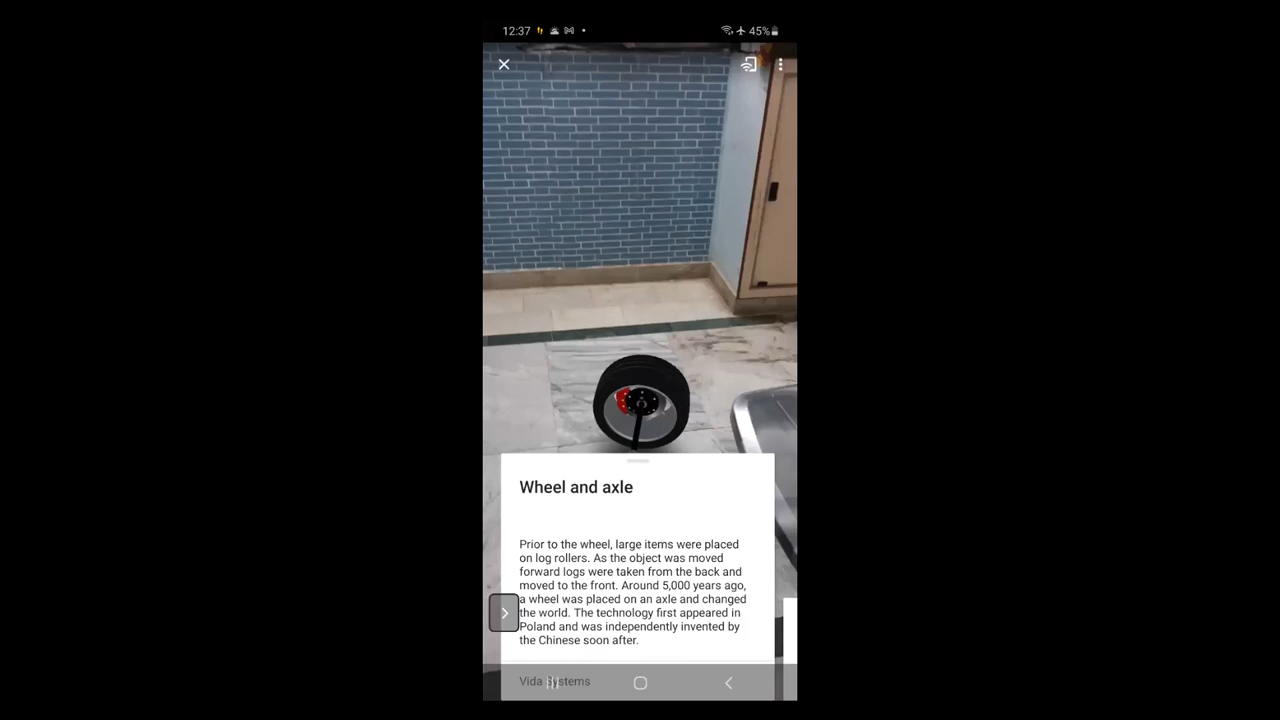 12:37
45%
Wheel and axle
Prior to the wheel, large items were placed
on log rollers. As the object was moved
forward logs were taken from the back and
moved to the front. Around 5,000 years ago,
a wheel was placed on an axle and changed
the world. The technology first appeared in
Poland and was independently invented by
the Chinese soon after.
Vida Systems